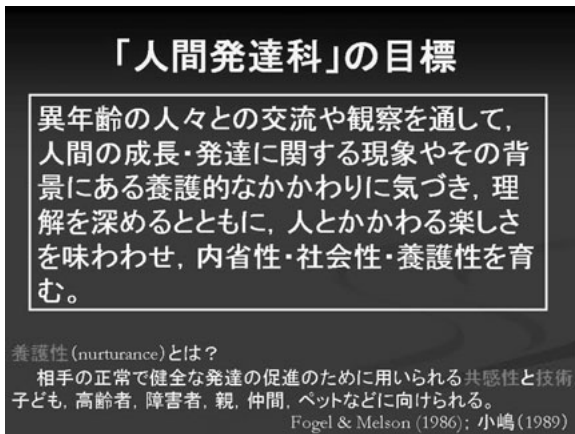 「人間発達科」の目標
異年齢の人々との交流や観察を通して，
人間の成長・発達に関する現象やその背
景にある養護的なかかわりに気づき，理
解を深めるとともに，人とかかわる楽しさ
を味わわせ，内省性・社会性・養護性を育
む。
養護性(nurturance)とは？
相手の正常で健全な発達の促進のために用いられる共感性と技術
子ども，高齢者，障害者，親，仲間，ペットなどに向けられる。
Fogel & Melson (1986); 小嶋(1989)